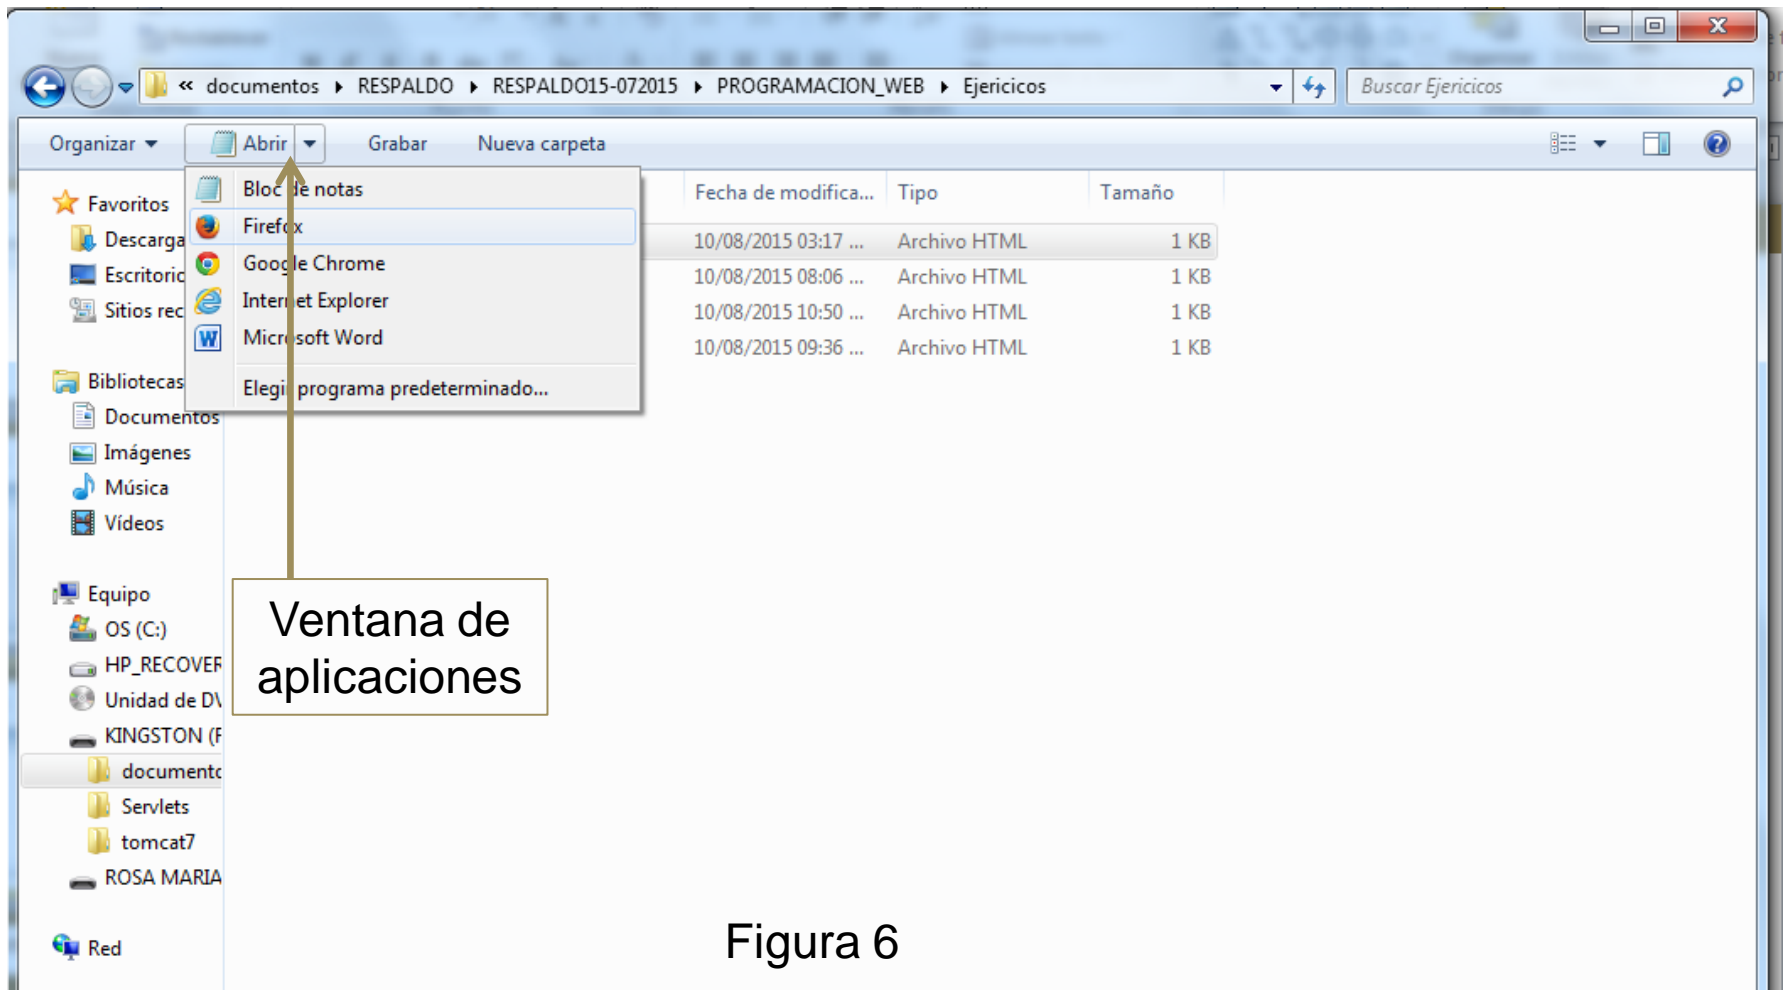 « documentos ▸ RESPALDO ▸ RESPALDO15-072015 ▸ PROGRAMACION_WEB ▸ Ejericicos
Buscar Ejericicos
Organizar Abrir Grabar Nueva carpeta
Bloc de notas
Firefox
Google Chrome
Internet Explorer
Microsoft Word
Elegir programa predeterminado...
Fecha de modifica... Tipo Tamaño
10/08/2015 03:17 ... Archivo HTML 1 KB
10/08/2015 08:06 ... Archivo HTML 1 KB
10/08/2015 10:50 ... Archivo HTML 1 KB
10/08/2015 09:36 ... Archivo HTML 1 KB
Favoritos
Descarga
Escritorio
Sitios rec
Bibliotecas
Documentos
Imágenes
Música
Vídeos
Equipo
OS (C:)
HP_RECOVER
Unidad de DV
KINGSTON (F
documento
Servlets
tomcat7
ROSA MARIA
Red
Ventana de
aplicaciones
Figura 6